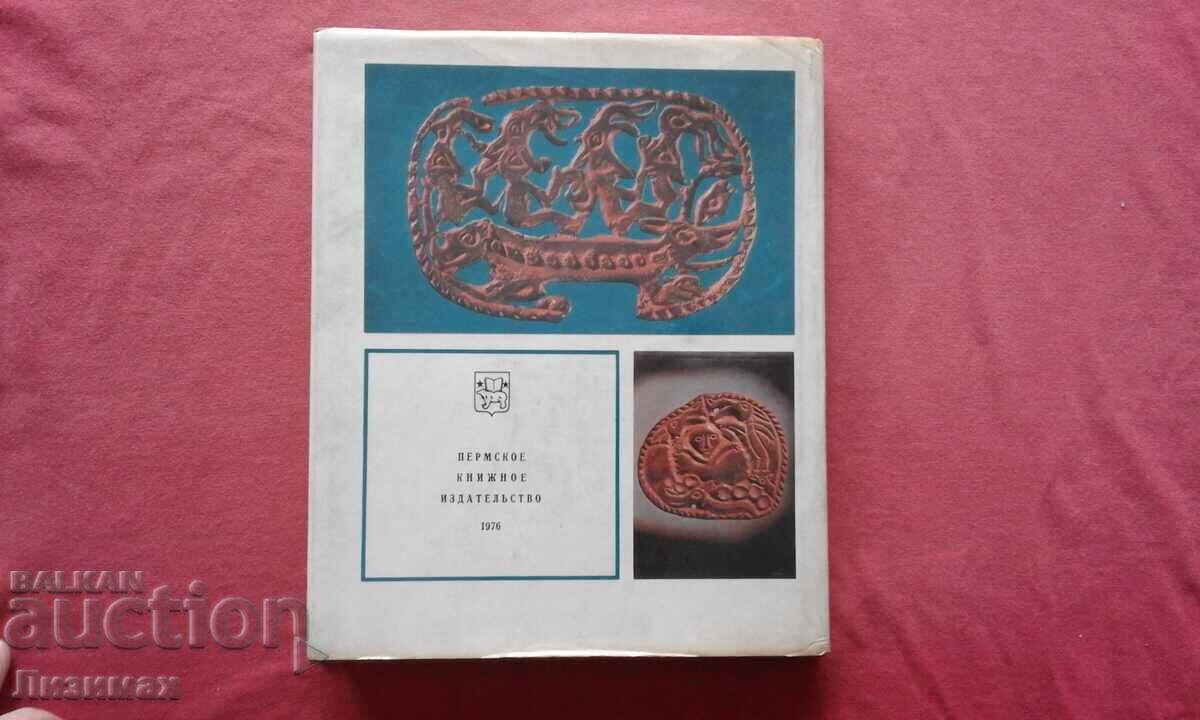 ПЕРМСКОЕ
КНИЖНОЕ
ИЗДАТЕЛЬСТВО
1976
BALKAN
auction
Лизимах